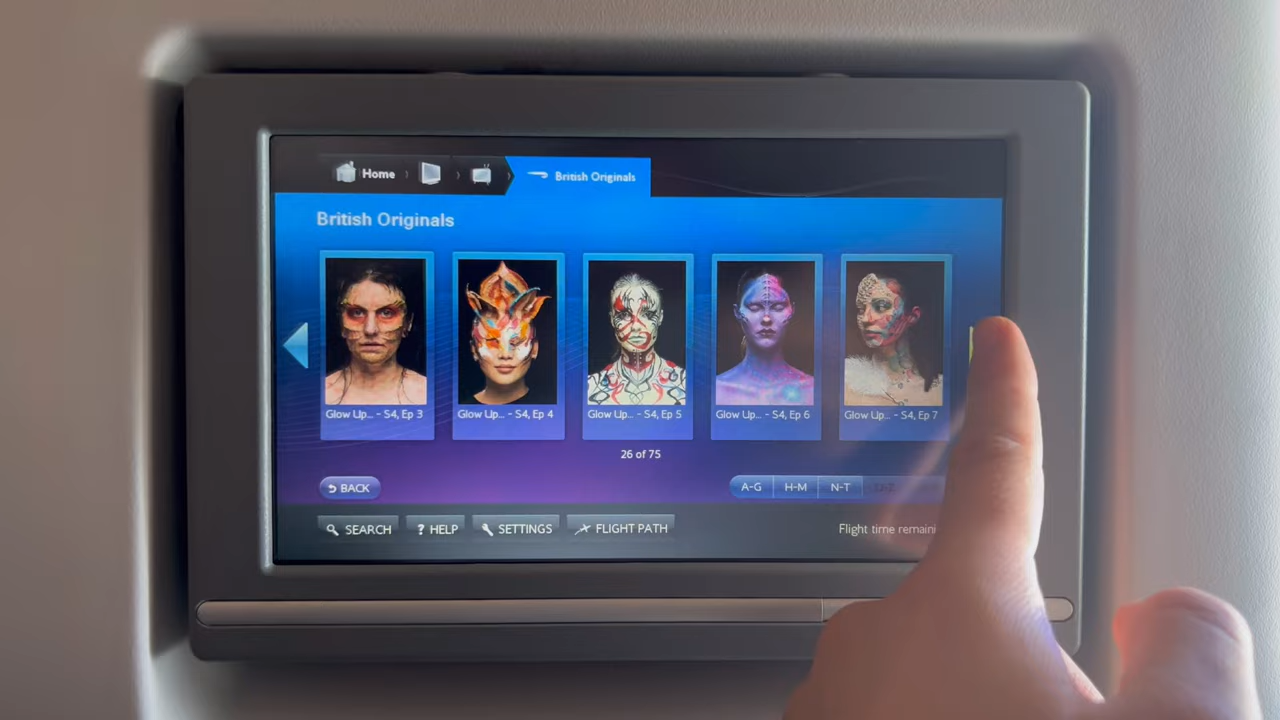 Home
British Originals
British Originals
Glow Up... - S4, Ep 3
Glow Up... - S4, Ep 4
Glow Up... - S4, Ep 5
Glow Up... - S4, Ep 6
Glow Up... - S4, Ep 7
26 of 75
BACK
A-G
H-M
N-T
SEARCH
? HELP
SETTINGS
FLIGHT PATH
Flight time remaini